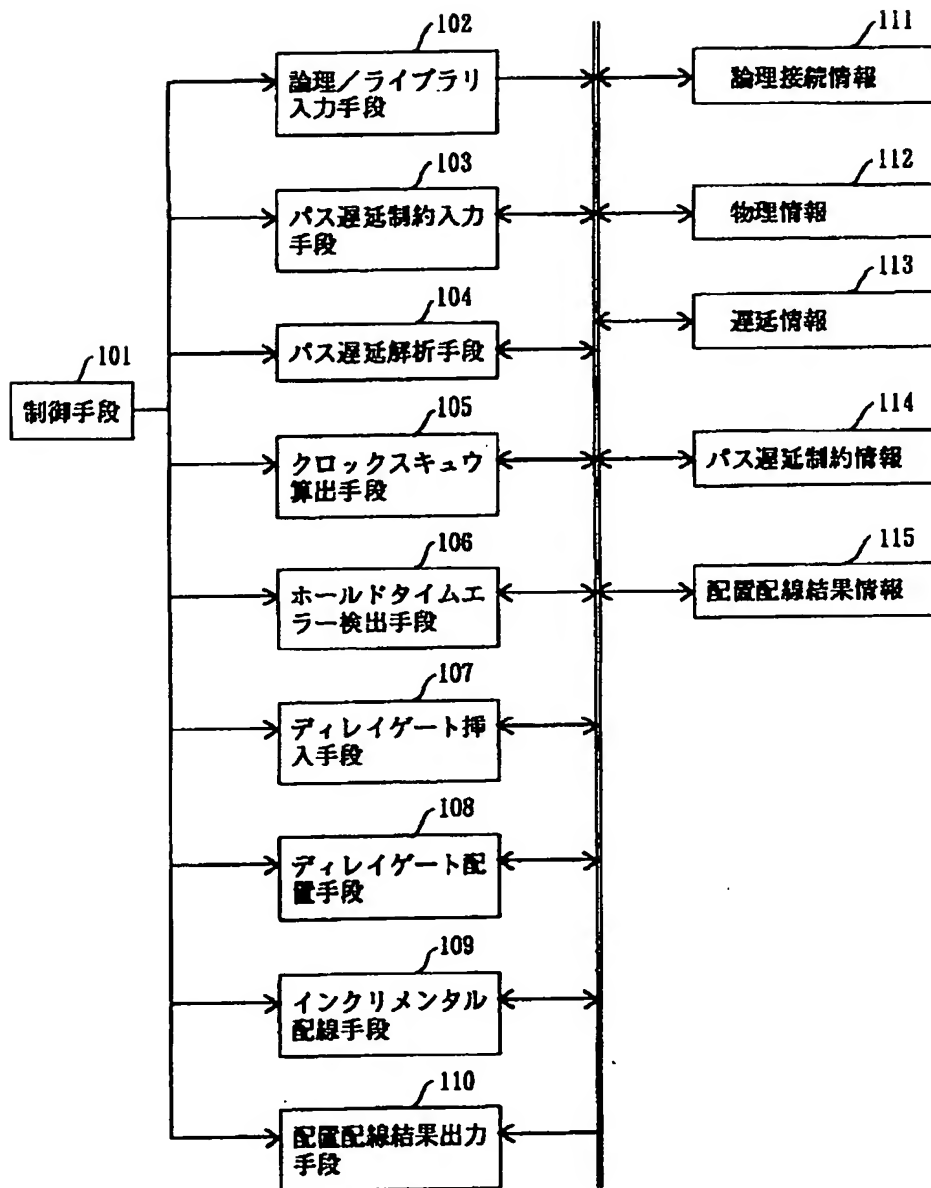 102
論理／ライブラリ
入力手段
111
論理接続情報
103
パス遅延制約入力
手段
112
物理情報
113
遅延情報
104
パス遅延解析手段
101
制御手段
105
クロックスキュウ
算出手段
114
パス遅延制約情報
106
ホールドタイムエ
ラー検出手段
115
配置配線結果情報
107
ディレイゲート挿
入手段
108
ディレイゲート配
置手段
109
インクリメンタル
配線手段
110
配置配線結果出力
手段